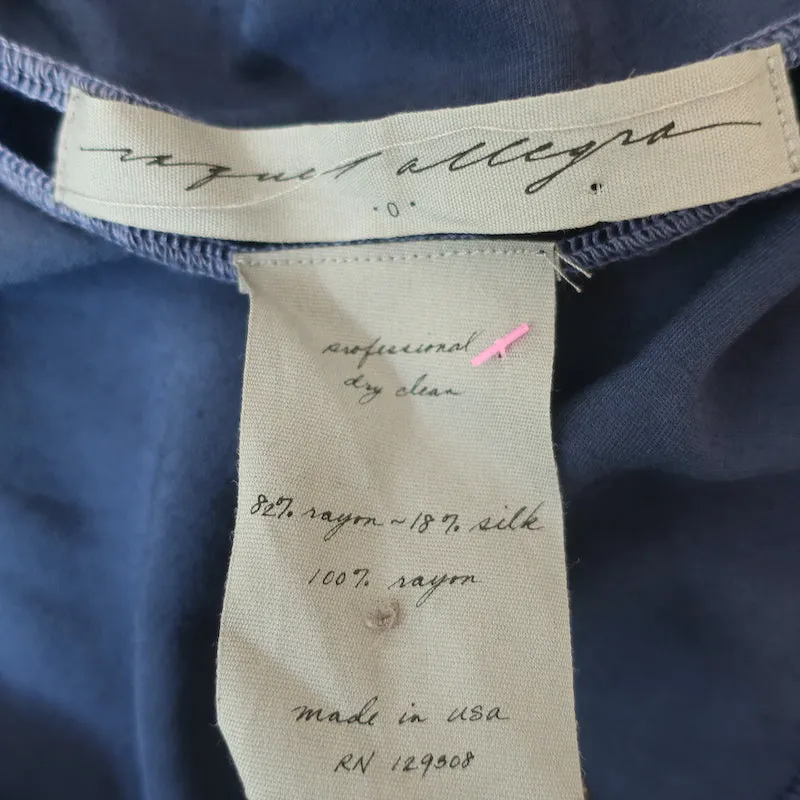 raquel allegra
·0·
professional
dry clean
82% rayon ~ 18% silk
100% rayon
made in usa
RN 129308